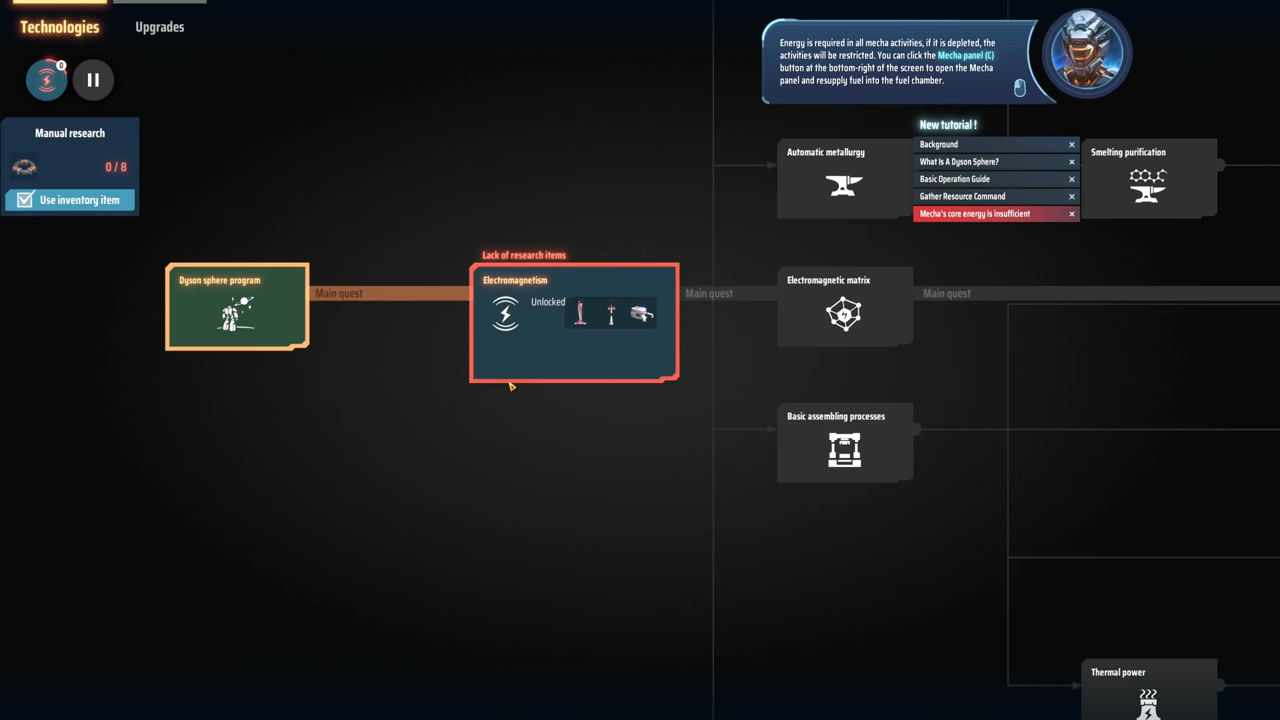 Technologies
Upgrades
0
Manual research
0 / 8
Use inventory item
Energy is required in all mecha activities, if it is depleted, the
activities will be restricted. You can click the Mecha panel (C)
button at the bottom-right of the screen to open the Mecha
panel and resupply fuel into the fuel chamber.
New tutorial !
Background
What Is A Dyson Sphere?
Basic Operation Guide
Gather Resource Command
Mecha's core energy is insufficient
Automatic metallurgy
Smelting purification
Dyson sphere program
Main quest
Lack of research items
Electromagnetism
Unlocked
Main quest
Electromagnetic matrix
Main quest
Basic assembling processes
Thermal power